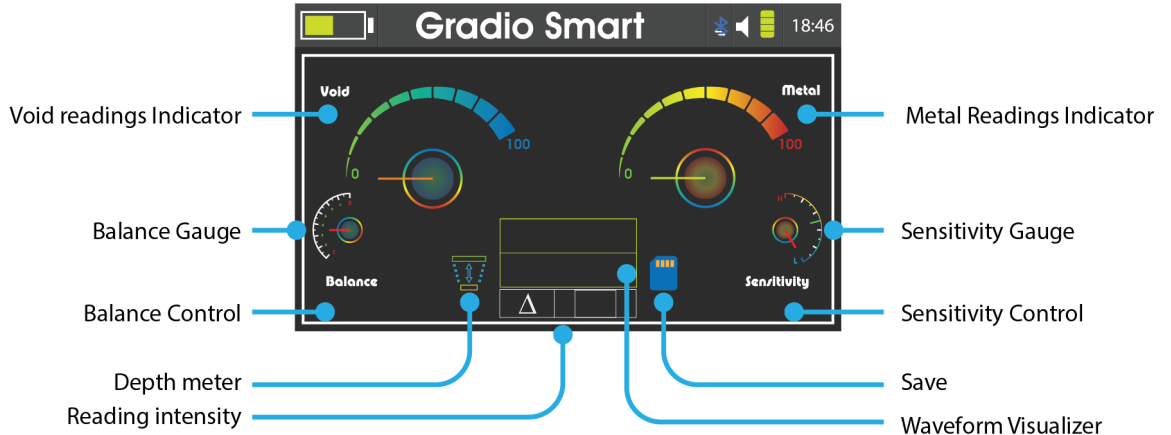 Gradio Smart
18:46
Void
Metal
Void readings Indicator
Metal Readings Indicator
100
100
0
0
H
Balance Gauge
Sensitivity Gauge
L
Balance
Sensitivity
Δ
Balance Control
Sensitivity Control
Depth meter
Save
Reading intensity
Waveform Visualizer